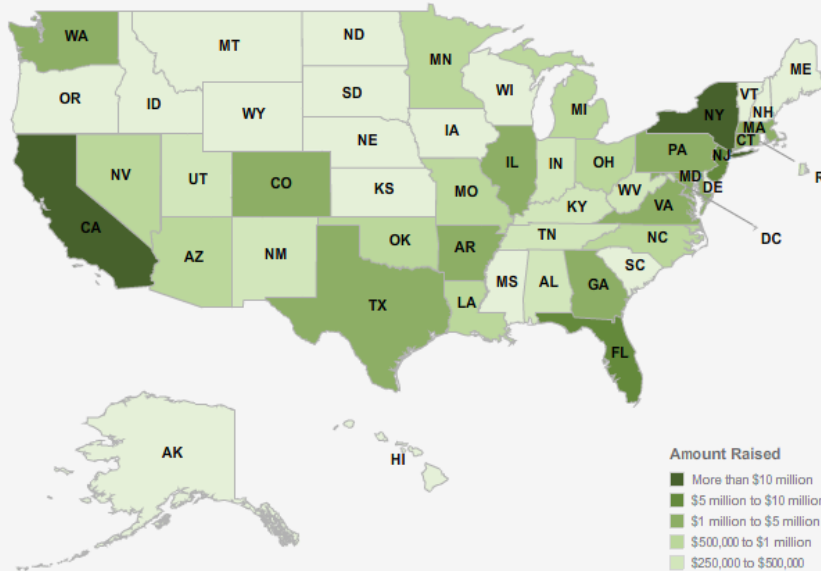 WA
MT
ND
MN
ME
OR
ID
SD
WI
VT
NH
WY
MI
NY
MA
CT
IA
NE
PA
NJ
NV
UT
CO
IL
IN
OH
MD
DE
R
KS
MO
WV
VA
KY
DC
CA
AZ
NM
OK
AR
TN
NC
SC
MS
AL
GA
TX
LA
FL
AK
HI
Amount Raised
More than $10 million
$5 million to $10 million
$1 million to $5 million
$500,000 to $1 million
$250,000 to $500,000